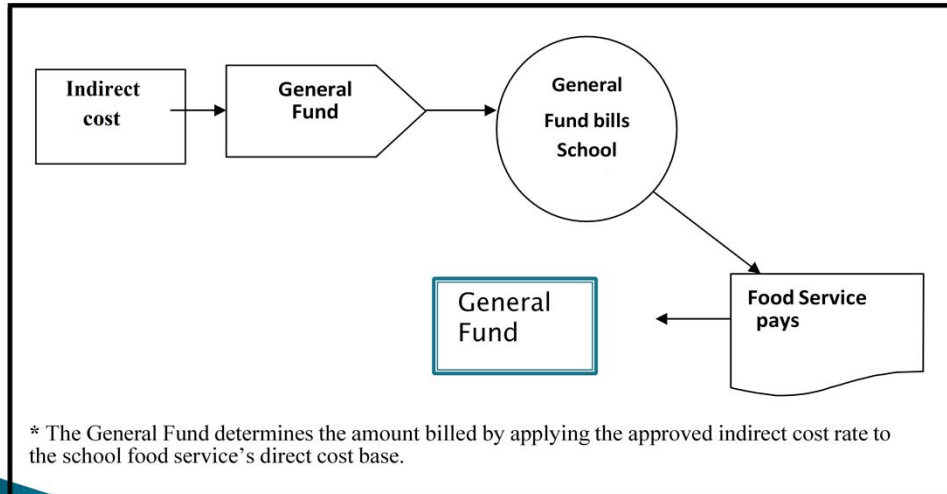 Indirect
cost
General
Fund
General
Fund bills
School
Food Service
pays
General
Fund
* The General Fund determines the amount billed by applying the approved indirect cost rate to
the school food service’s direct cost base.